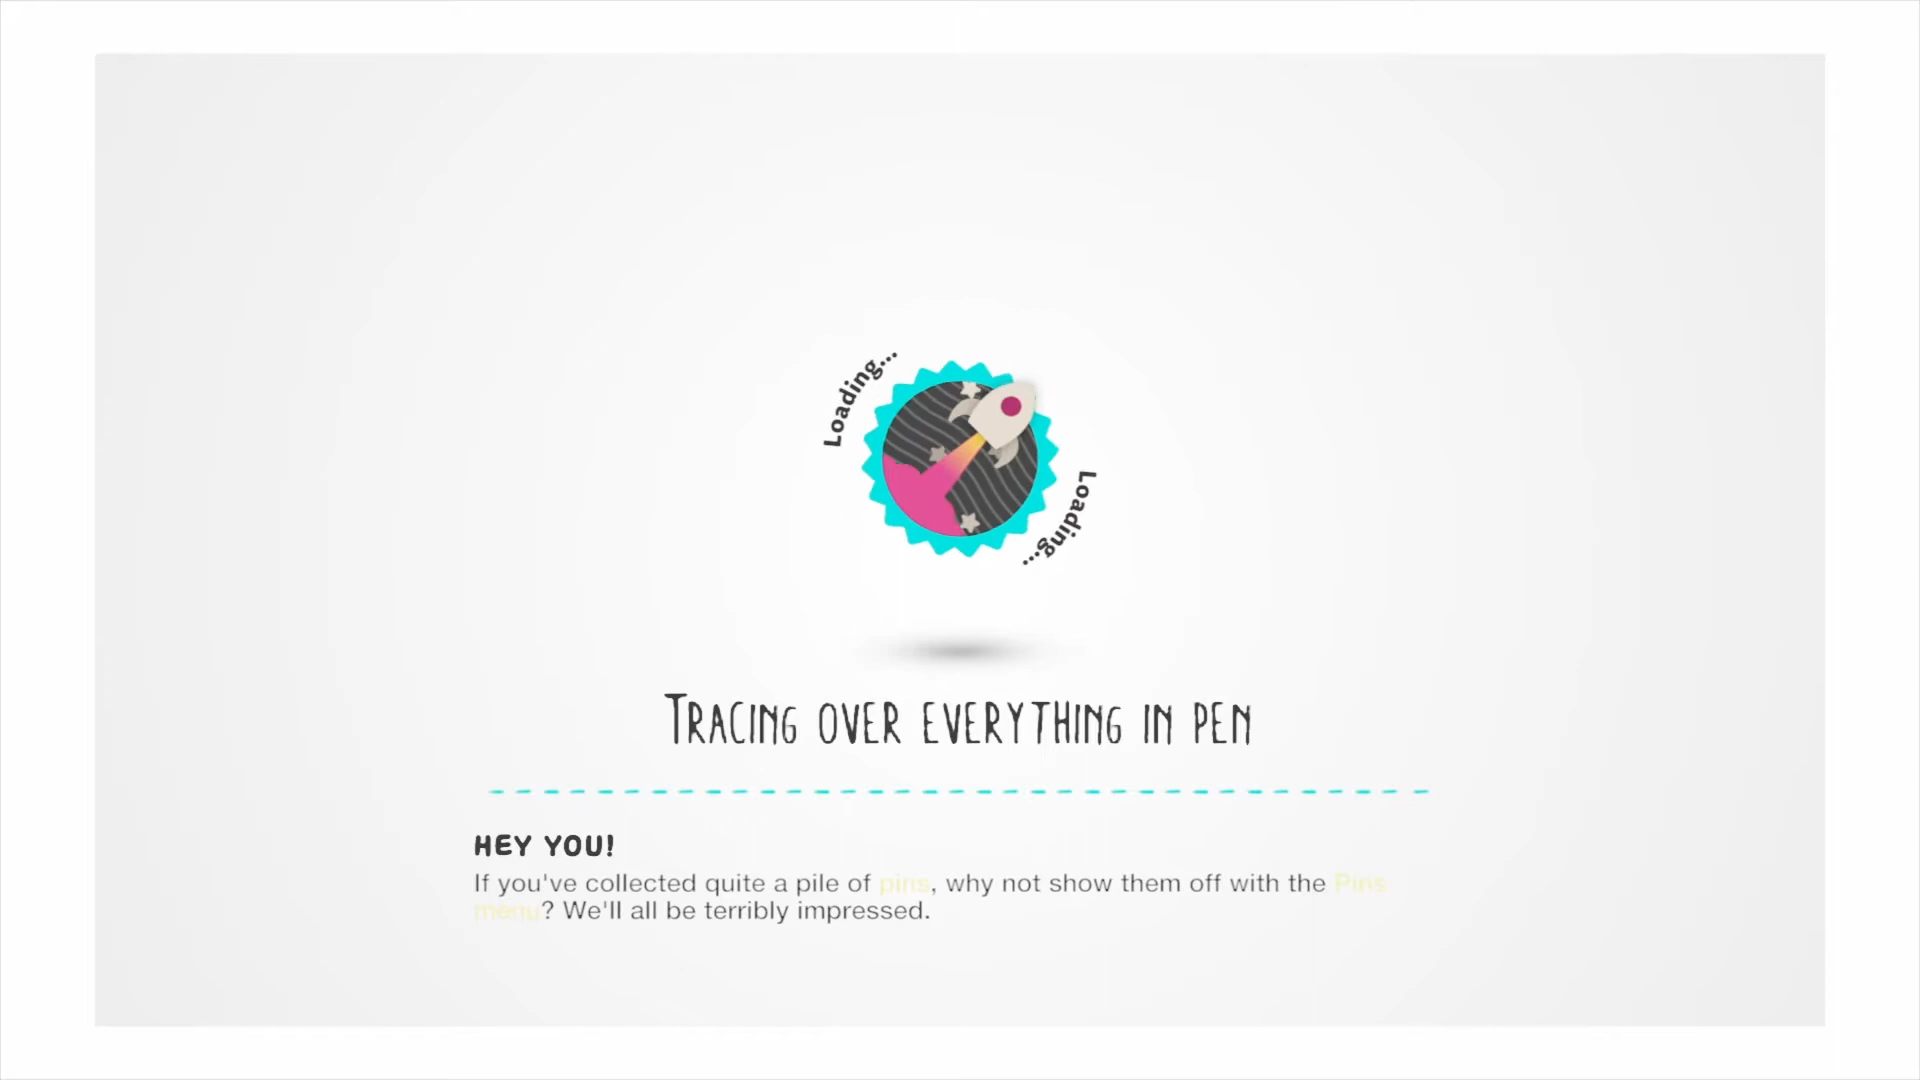 Loading...
Loading...
Tracing over everything in pen
HEY YOU!
If you've collected quite a pile of pins, why not show them off with the Pins
menu? We'll all be terribly impressed.